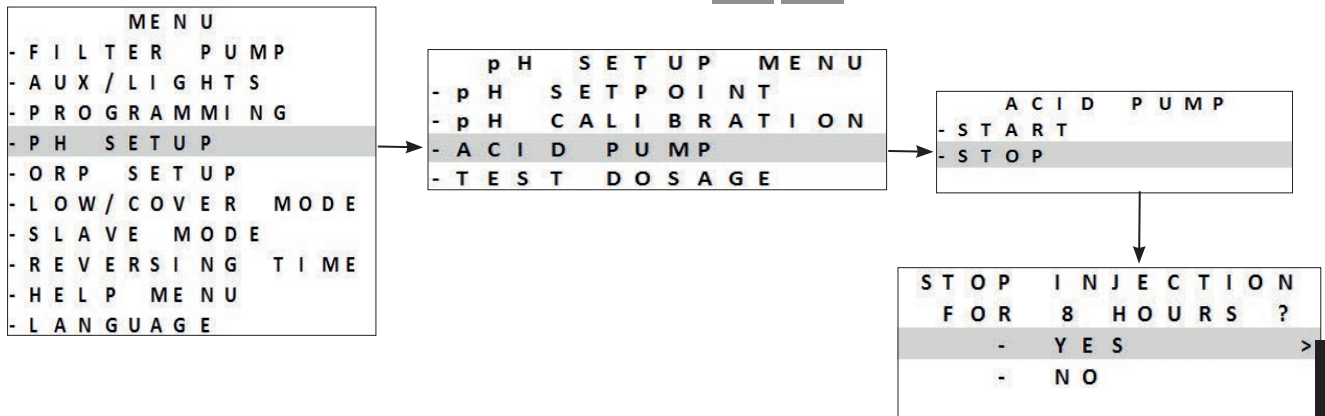 MENU
-FILTER PUMP
-AUX/LIGHTS
-PROGRAMMING
-PH SETUP
-ORP SETUP
-LOW/COVER MODE
-SLAVE MODE
-REVERSING TIME
-HELP MENU
-LANGUAGE
pH SETUP MENU
-pH SETPOINT
-pH CALIBRATION
-ACID PUMP
-TEST DOSAGE
ACID PUMP
-START
-STOP
STOP INJECTION
FOR 8 HOURS ?
- YES >
- NO